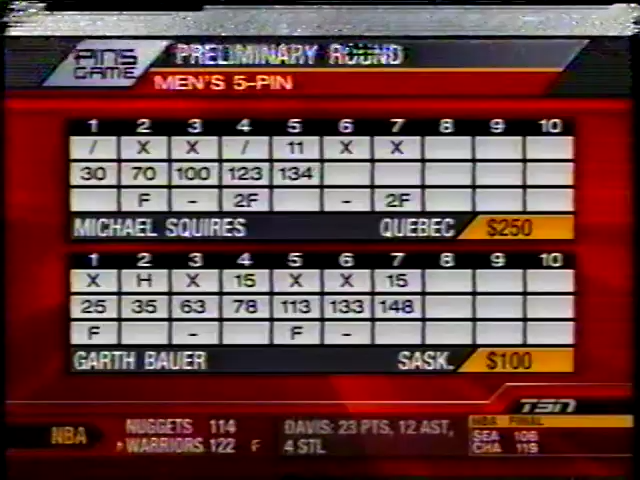 PINS GAME
PRELIMINARY ROUND
MEN'S 5-PIN
1 2 3 4 5 6 7 8 9 10
/ X X / 11 X X
30 70 100 123 134
F - 2F - 2F
MICHAEL SQUIRES QUEBEC $250
1 2 3 4 5 6 7 8 9 10
X H X 15 X X 15
25 35 63 78 113 133 148
F - F -
GARTH BAUER SASK. $100
TSN
NBA NUGGETS 114 DAVIS: 23 PTS, 12 AST, NBA FINAL
WARRIORS 122 F 4 STL SEA 106
CHA 119